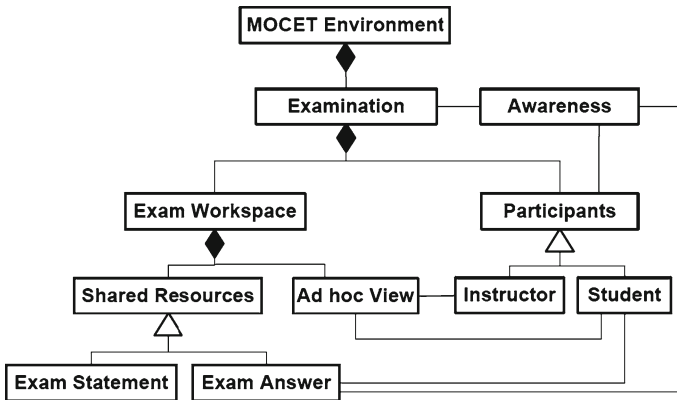 MOCET Environment
Examination
Awareness
Exam Workspace
Participants
Shared Resources
Ad hoc View
Instructor
Student
Exam Statement
Exam Answer